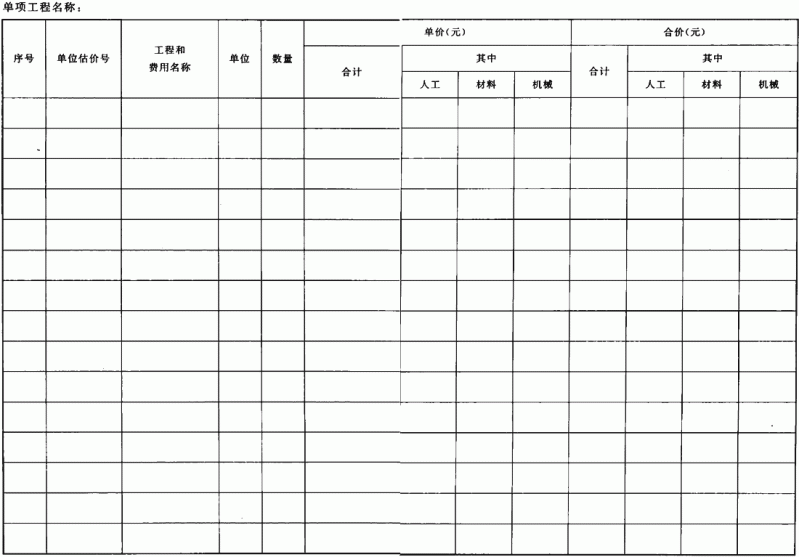 单项工程名称：
序号 单位估价号 工程和
费用名称 单位 数量 单价(元) 合价(元)
合计 其中 合计 其中
人工 材料 机械 人工 材料 机械